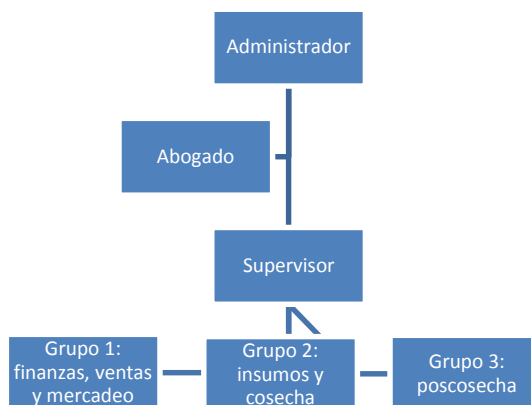 Administrador
Abogado
Supervisor
Grupo 1:
finanzas, ventas
y mercadeo
Grupo 2:
insumos y
cosecha
Grupo 3:
poscosecha